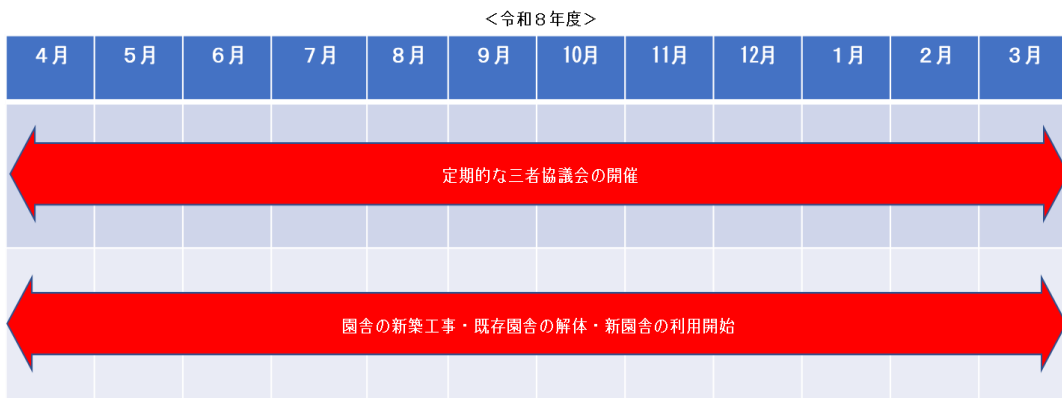 ＜令和８年度＞
４月 ５月 ６月 ７月 ８月 ９月 10月 11月 12月 １月 ２月 ３月
定期的な三者協議会の開催
園舎の新築工事・既存園舎の解体・新園舎の利用開始